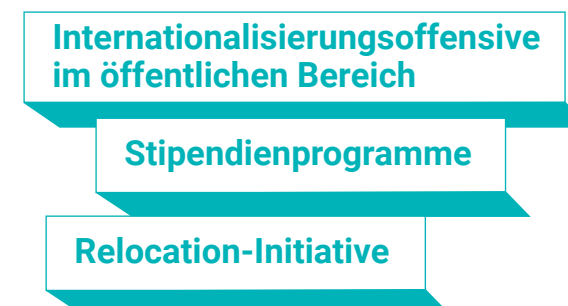 Internationalisierungsoffensive
im öffentlichen Bereich
Stipendienprogramme
Relocation-Initiative